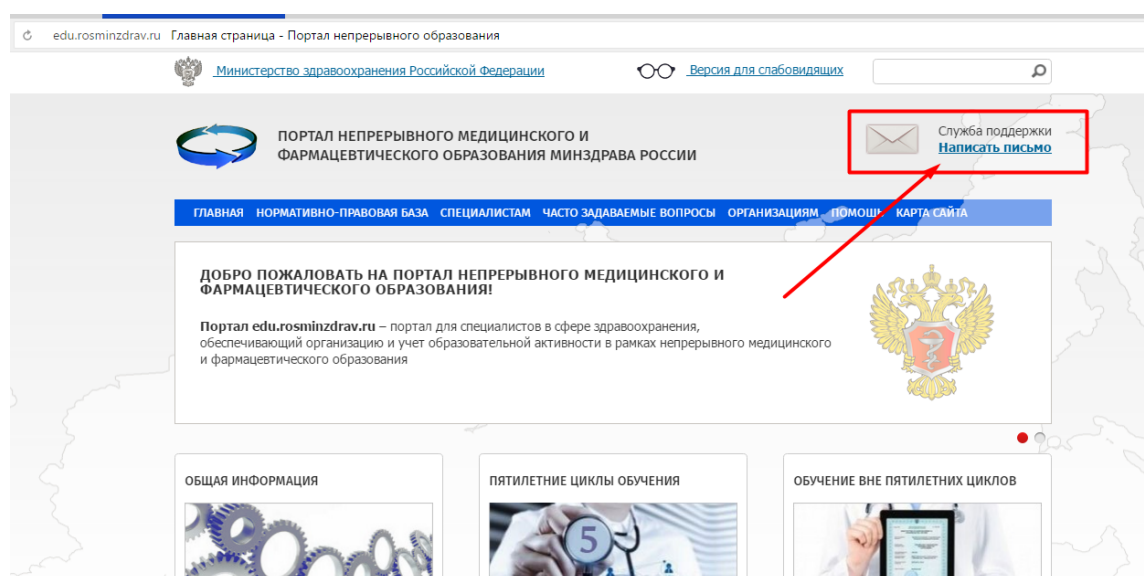 edu.rosminzdrav.ru Главная страница - Портал непрерывного образования
Министерство здравоохранения Российской Федерации
Версия для слабовидящих
ПОРТАЛ НЕПРЕРЫВНОГО МЕДИЦИНСКОГО И
ФАРМАЦЕВТИЧЕСКОГО ОБРАЗОВАНИЯ МИНЗДРАВА РОССИИ
Служба поддержки
Написать письмо
ГЛАВНАЯ НОРМАТИВНО-ПРАВОВАЯ БАЗА СПЕЦИАЛИСТАМ ЧАСТО ЗАДАВАЕМЫЕ ВОПРОСЫ ОРГАНИЗАЦИЯМ ПОМОЩЬ КАРТА САЙТА
ДОБРО ПОЖАЛОВАТЬ НА ПОРТАЛ НЕПРЕРЫВНОГО МЕДИЦИНСКОГО И
ФАРМАЦЕВТИЧЕСКОГО ОБРАЗОВАНИЯ!
Портал edu.rosminzdrav.ru – портал для специалистов в сфере здравоохранения,
обеспечивающий организацию и учет образовательной активности в рамках непрерывного медицинского
и фармацевтического образования
ОБЩАЯ ИНФОРМАЦИЯ
ПЯТИЛЕТНИЕ ЦИКЛЫ ОБУЧЕНИЯ
ОБУЧЕНИЕ ВНЕ ПЯТИЛЕТНИХ ЦИКЛОВ
5